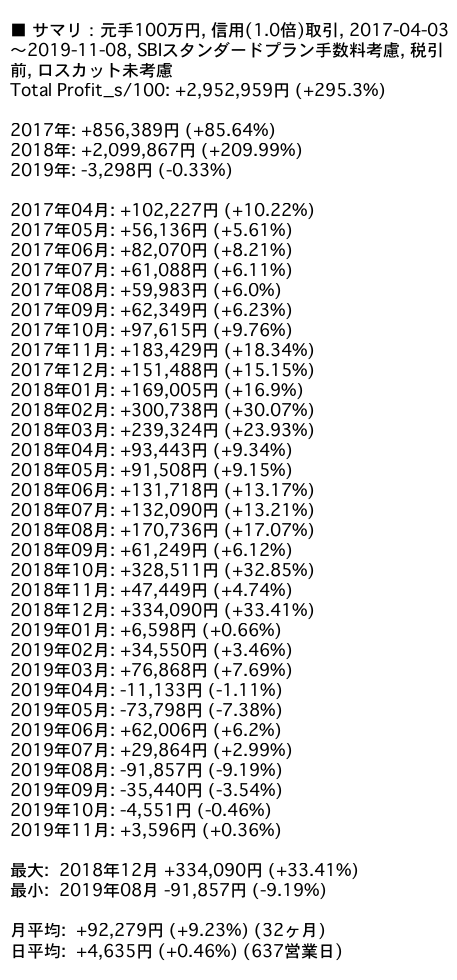 ■ サマリ：元手100万円, 信用(1.0倍)取引, 2017-04-03
～2019-11-08, SBIスタンダードプラン手数料考慮, 税引
前, ロスカット未考慮
Total Profit_s/100: +2,952,959円 (+295.3%)
2017年: +856,389円 (+85.64%)
2018年: +2,099,867円 (+209.99%)
2019年: -3,298円 (-0.33%)
2017年04月: +102,227円 (+10.22%)
2017年05月: +56,136円 (+5.61%)
2017年06月: +82,070円 (+8.21%)
2017年07月: +61,088円 (+6.11%)
2017年08月: +59,983円 (+6.0%)
2017年09月: +62,349円 (+6.23%)
2017年10月: +97,615円 (+9.76%)
2017年11月: +183,429円 (+18.34%)
2017年12月: +151,488円 (+15.15%)
2018年01月: +169,005円 (+16.9%)
2018年02月: +300,738円 (+30.07%)
2018年03月: +239,324円 (+23.93%)
2018年04月: +93,443円 (+9.34%)
2018年05月: +91,508円 (+9.15%)
2018年06月: +131,718円 (+13.17%)
2018年07月: +132,090円 (+13.21%)
2018年08月: +170,736円 (+17.07%)
2018年09月: +61,249円 (+6.12%)
2018年10月: +328,511円 (+32.85%)
2018年11月: +47,449円 (+4.74%)
2018年12月: +334,090円 (+33.41%)
2019年01月: +6,598円 (+0.66%)
2019年02月: +34,550円 (+3.46%)
2019年03月: +76,868円 (+7.69%)
2019年04月: -11,133円 (-1.11%)
2019年05月: -73,798円 (-7.38%)
2019年06月: +62,006円 (+6.2%)
2019年07月: +29,864円 (+2.99%)
2019年08月: -91,857円 (-9.19%)
2019年09月: -35,440円 (-3.54%)
2019年10月: -4,551円 (-0.46%)
2019年11月: +3,596円 (+0.36%)
最大: 2018年12月 +334,090円 (+33.41%)
最小: 2019年08月 -91,857円 (-9.19%)
月平均: +92,279円 (+9.23%) (32ヶ月)
日平均: +4,635円 (+0.46%) (637営業日)